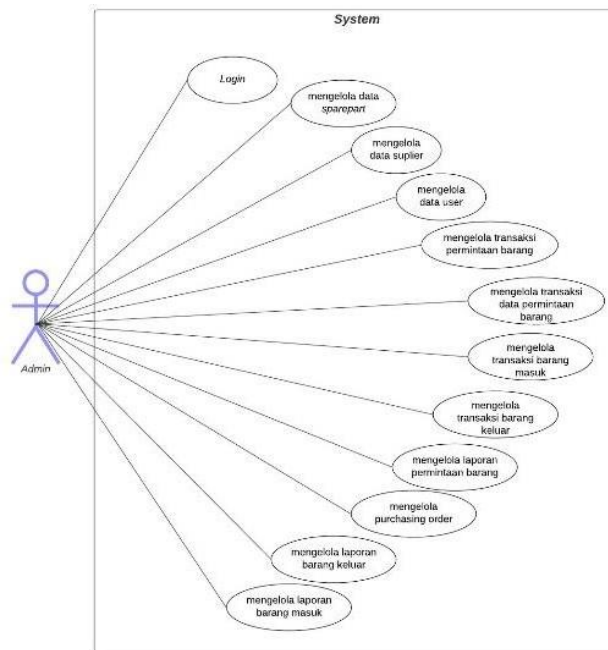 System
Login
mengelola data
sparepart
mengelola
data suplier
mengelola
data user
mengelola transaksi
permintaan barang
mengelola transaksi
data permintaan
barang
mengelola
transaksi barang
masuk
mengelola
transaksi barang
keluar
mengelola laporan
permintaan barang
mengelola
purchasing order
mengelola laporan
barang keluar
mengelola laporan
barang masuk
Admin